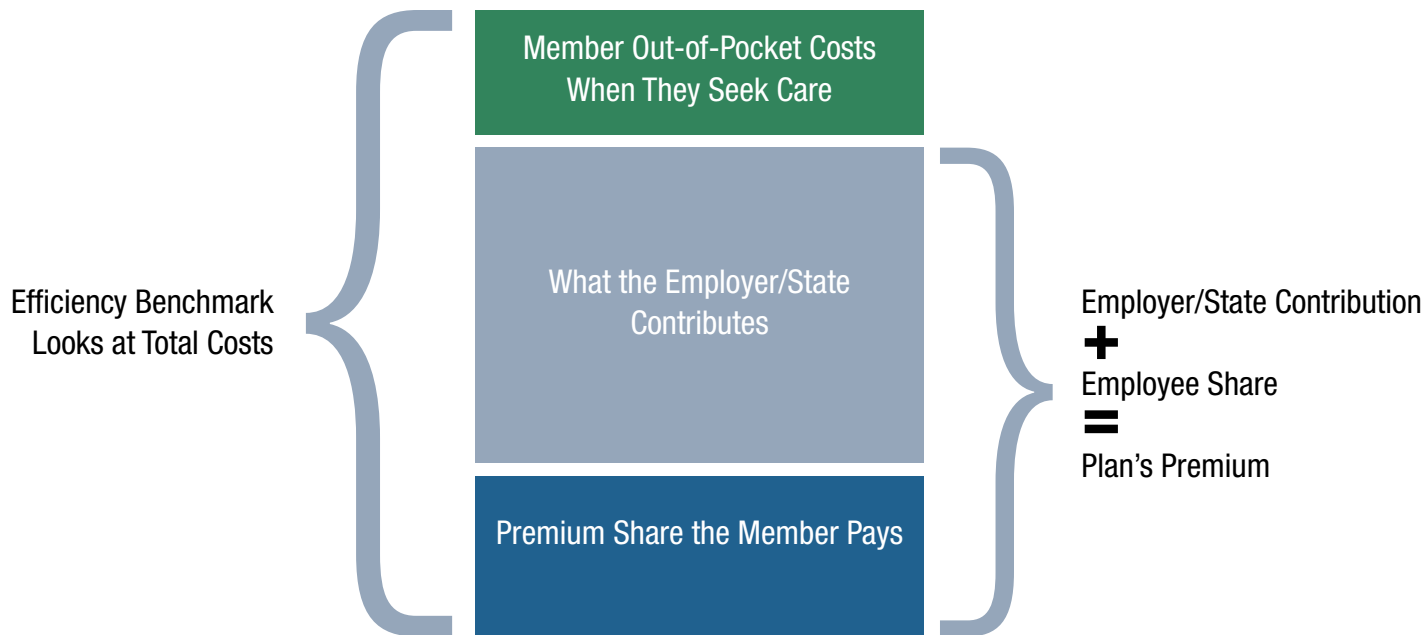 Member Out-of-Pocket Costs
When They Seek Care
What the Employer/State
Contributes
Premium Share the Member Pays
Efficiency Benchmark
Looks at Total Costs
Employer/State Contribution
+
Employee Share
=
Plan’s Premium